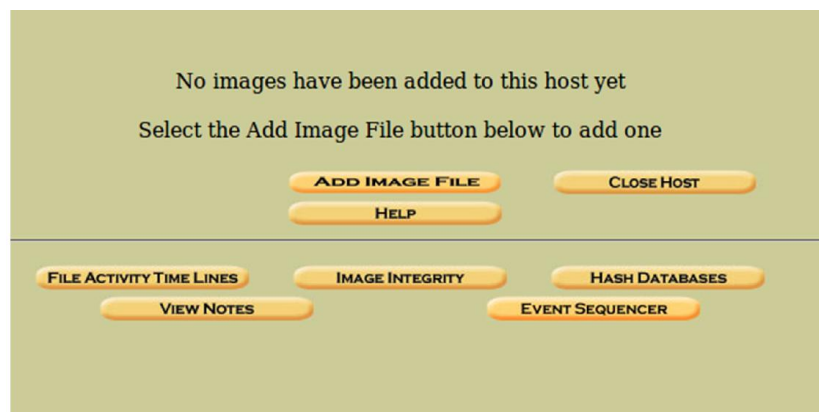 No images have been added to this host yet
Select the Add Image File button below to add one
ADD IMAGE FILE CLOSE HOST
HELP
FILE ACTIVITY TIME LINES IMAGE INTEGRITY HASH DATABASES
VIEW NOTES EVENT SEQUENCER